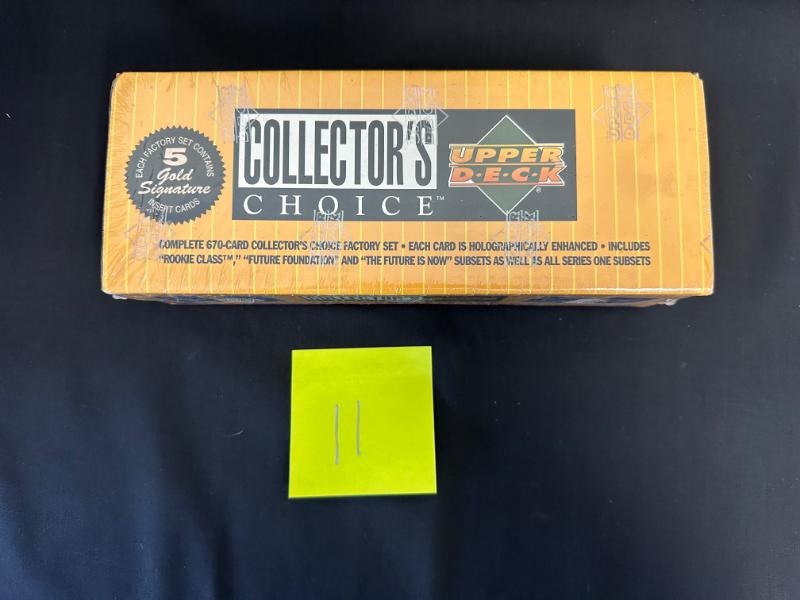 EACH FACTORY SET CONTAINS
5
Gold
Signature
INSERT CARDS
COLLECTOR'S
CHOICE™
UPPER
D·E·C·K®
COMPLETE 670-CARD COLLECTOR'S CHOICE FACTORY SET • EACH CARD IS HOLOGRAPHICALLY ENHANCED • INCLUDES
"ROOKIE CLASS™," "FUTURE FOUNDATION" AND "THE FUTURE IS NOW" SUBSETS AS WELL AS ALL SERIES ONE SUBSETS
11